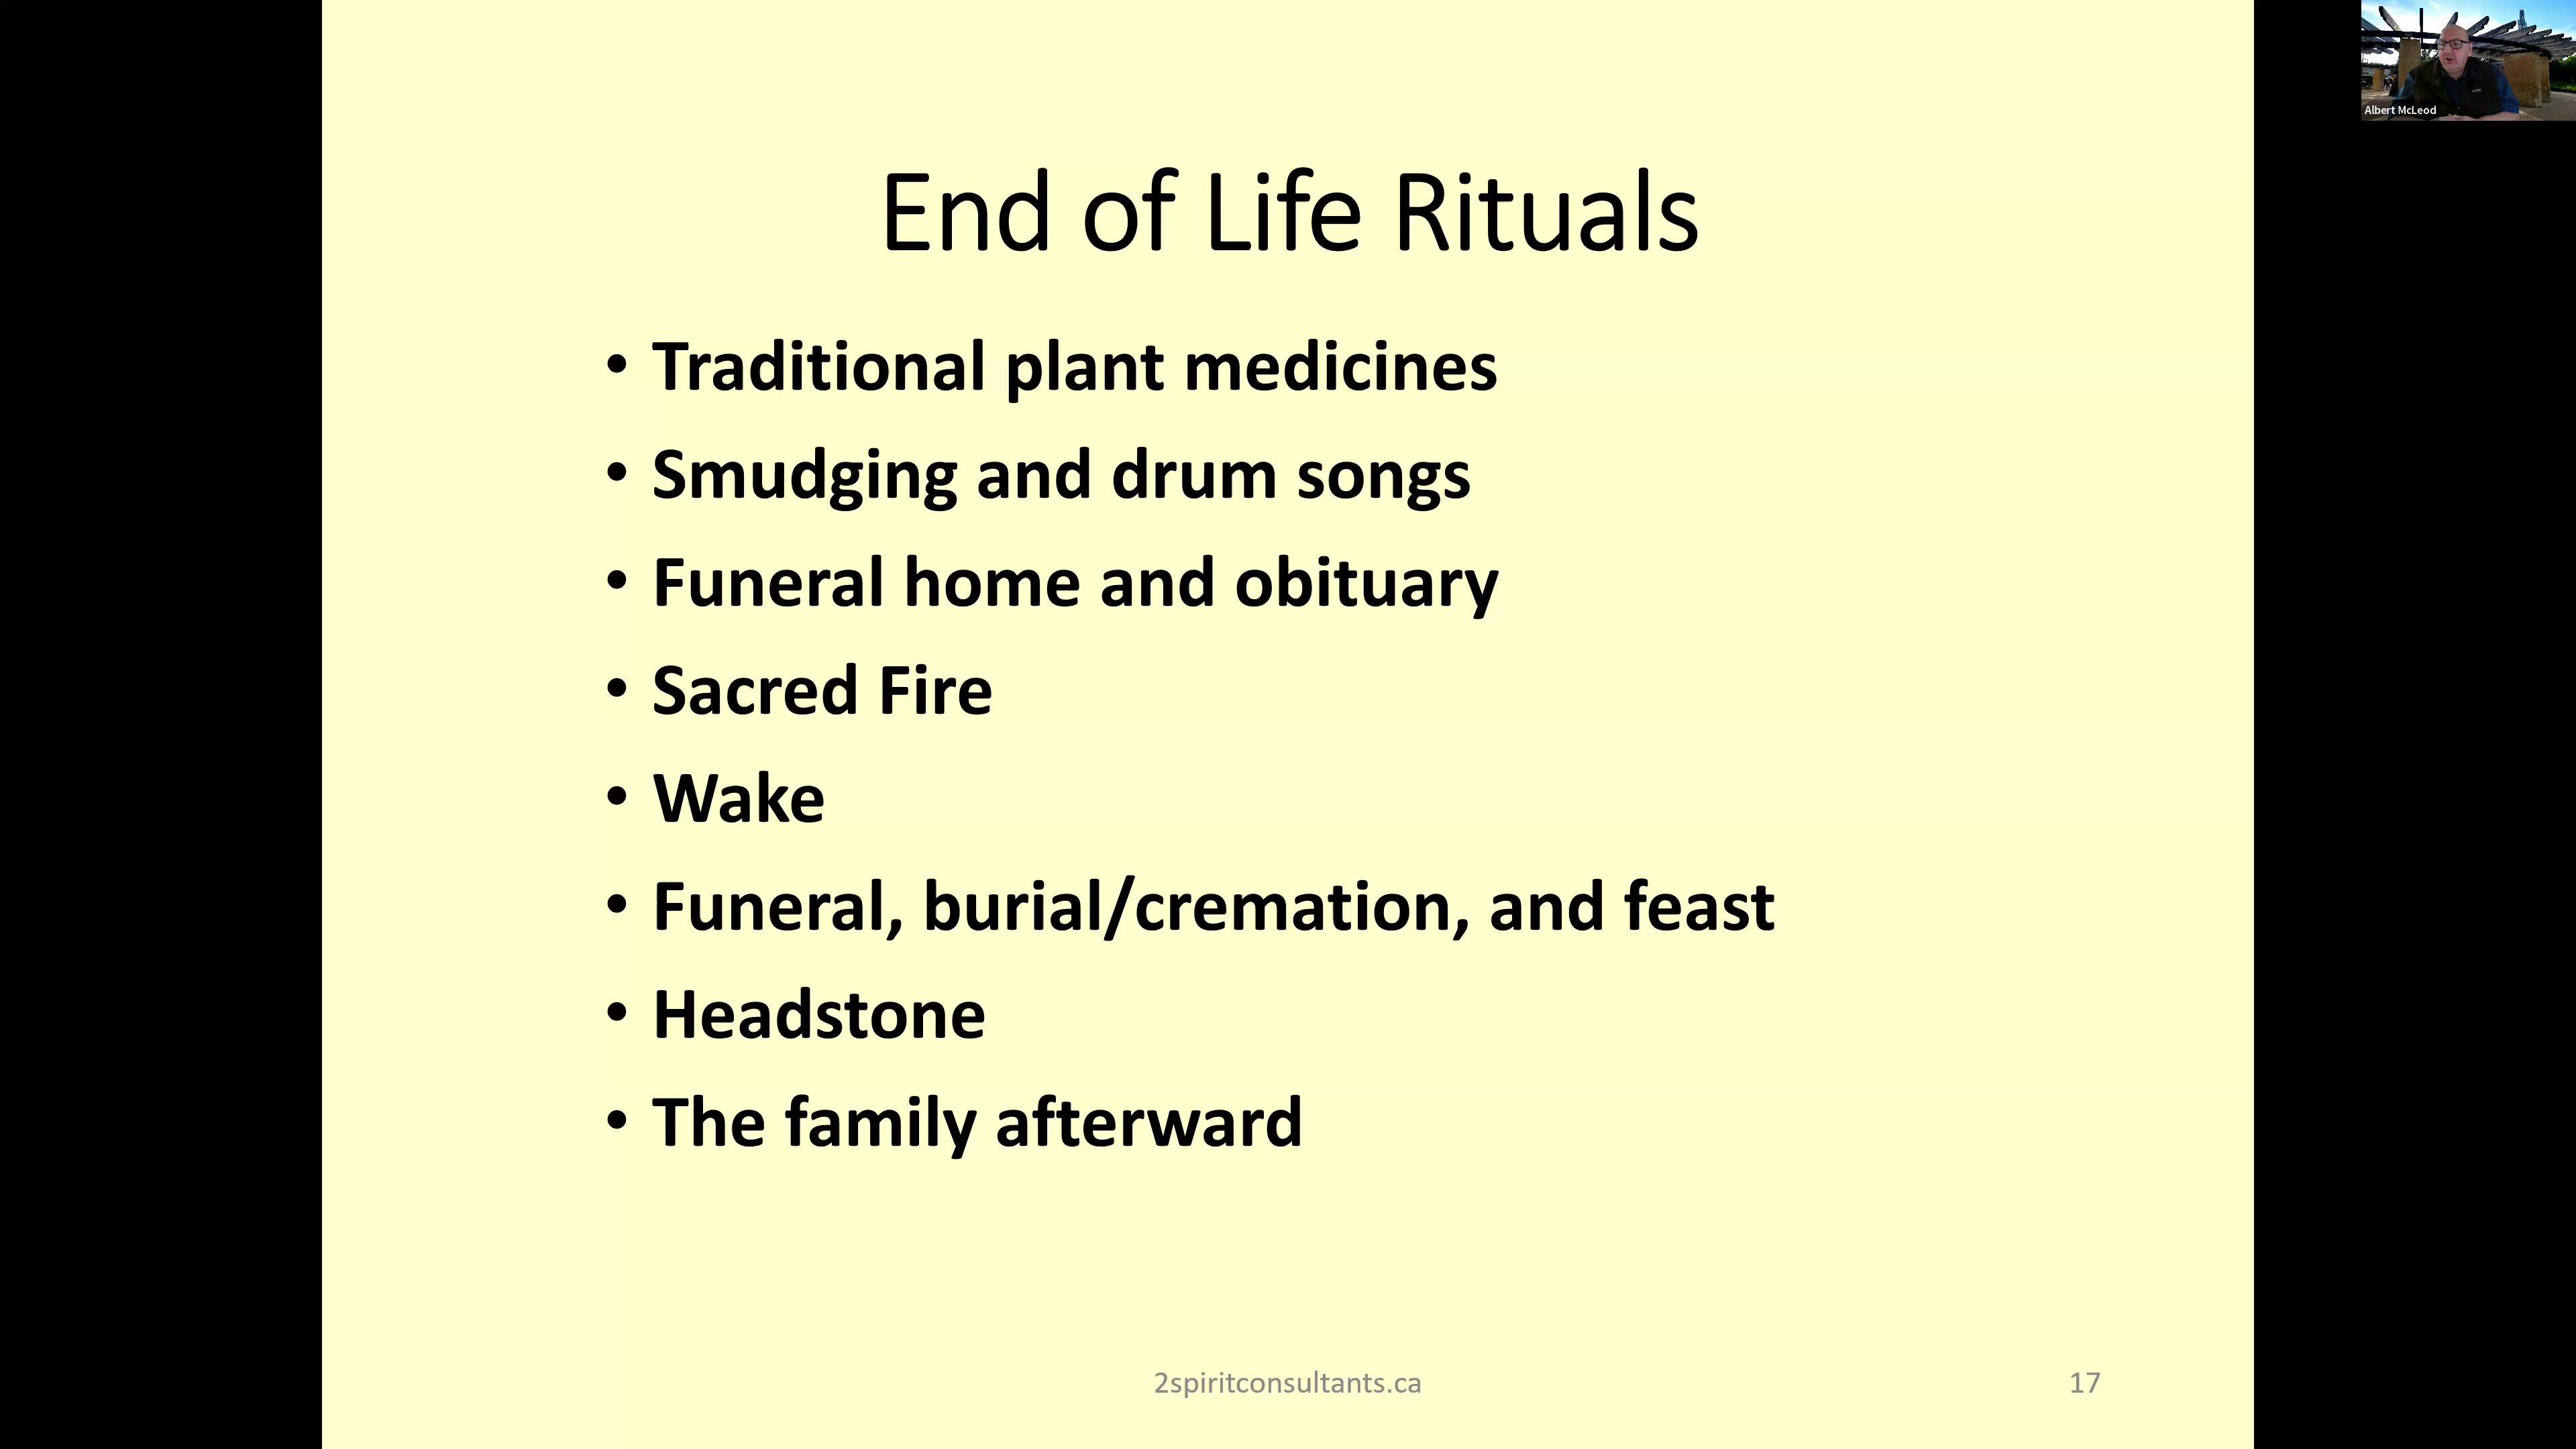 Albert McLeod
End of Life Rituals
• Traditional plant medicines
• Smudging and drum songs
• Funeral home and obituary
• Sacred Fire
• Wake
• Funeral, burial/cremation, and feast
• Headstone
• The family afterward
2spiritconsultants.ca
17